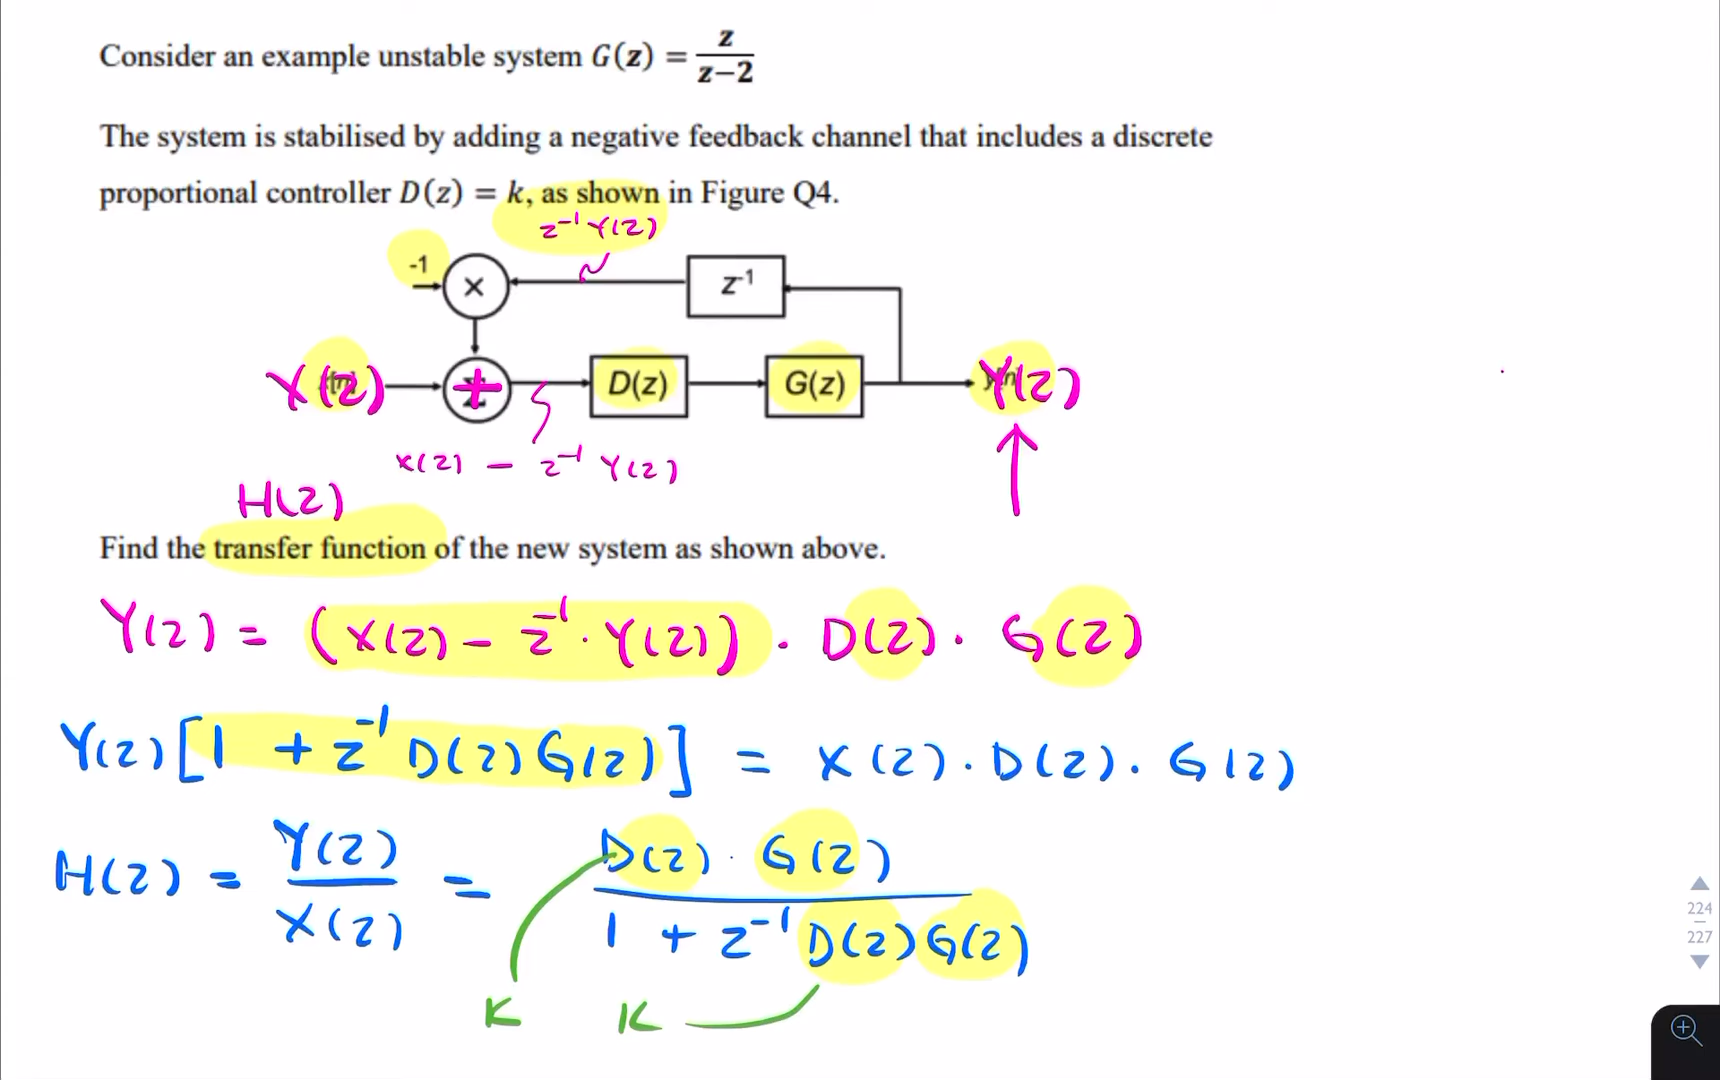 Consider an example unstable system G(z) = z/(z−2)
The system is stabilised by adding a negative feedback channel that includes a discrete
proportional controller D(z) = k, as shown in Figure Q4.
z⁻¹ Y(z)
-1
×
z⁻¹
X(z)
+
D(z)
G(z)
Y(z)
X(z) − z⁻¹ Y(z)
H(z)
Find the transfer function of the new system as shown above.
Y(z) = (X(z) − z⁻¹ · Y(z)) · D(z) · G(z)
Y(z) [1 + z⁻¹ D(z) G(z)] = X(z) · D(z) · G(z)
H(z) = Y(z)/X(z) = D(z) · G(z) / 1 + z⁻¹ D(z) G(z)
K K
224
227